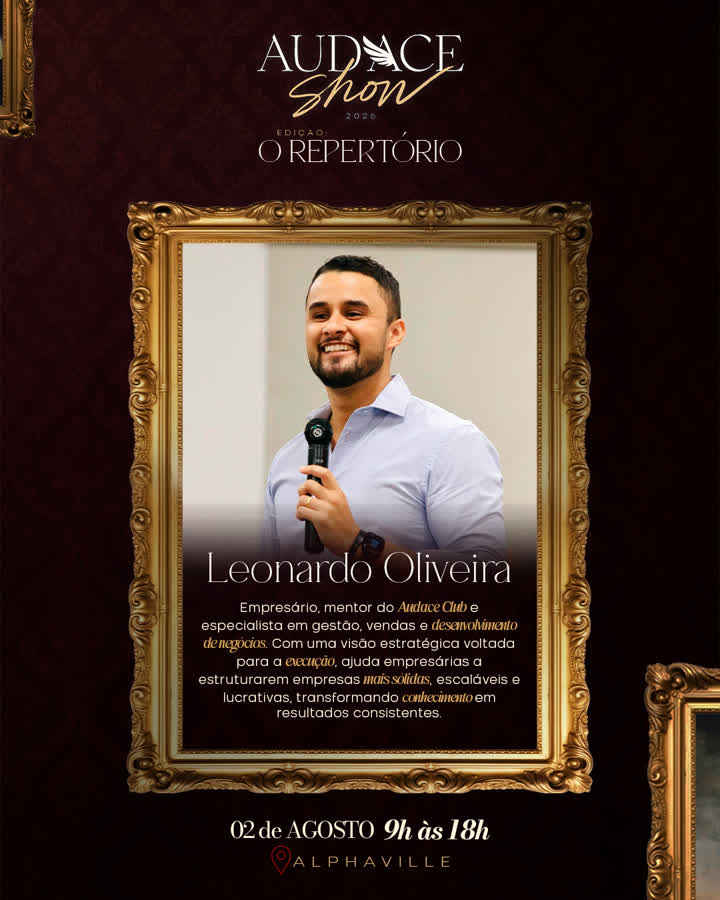 AUDACE
Show
2026
EDIÇÃO:
O REPERTÓRIO
Leonardo Oliveira
Empresário, mentor do Audace Club e
especialista em gestão, vendas e desenvolvimento
de negócios. Com uma visão estratégica voltada
para a execução, ajuda empresárias a
estruturarem empresas mais sólidas, escaláveis e
lucrativas, transformando conhecimento em
resultados consistentes.
02 de AGOSTO 9h às 18h
ALPHAVILLE